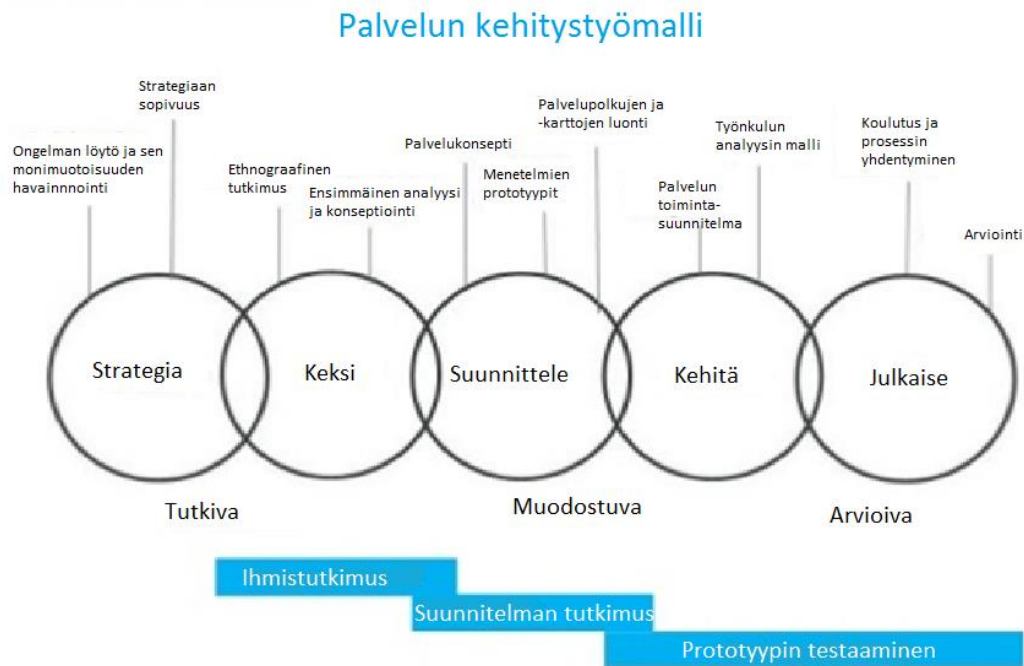 Palvelun kehitystyömalli
Strategiaan
sopivuus
Ongelman löytö ja sen
monimuotoisuuden
havainnnointi
Ethnograafinen
tutkimus
Ensimmäinen analyysi
ja konseptiointi
Palvelukonsepti
Menetelmien
prototyypit
Palvelupolkujen ja
-karttojen luonti
Palvelun
toiminta-
suunnitelma
Työnkulun
analyysin malli
Koulutus ja
prosessin
yhdentyminen
Arviointi
Strategia
Keksi
Suunnittele
Kehitä
Julkaise
Tutkiva
Muodostuva
Arvioiva
Ihmistutkimus
Suunnitelman tutkimus
Prototyypin testaaminen